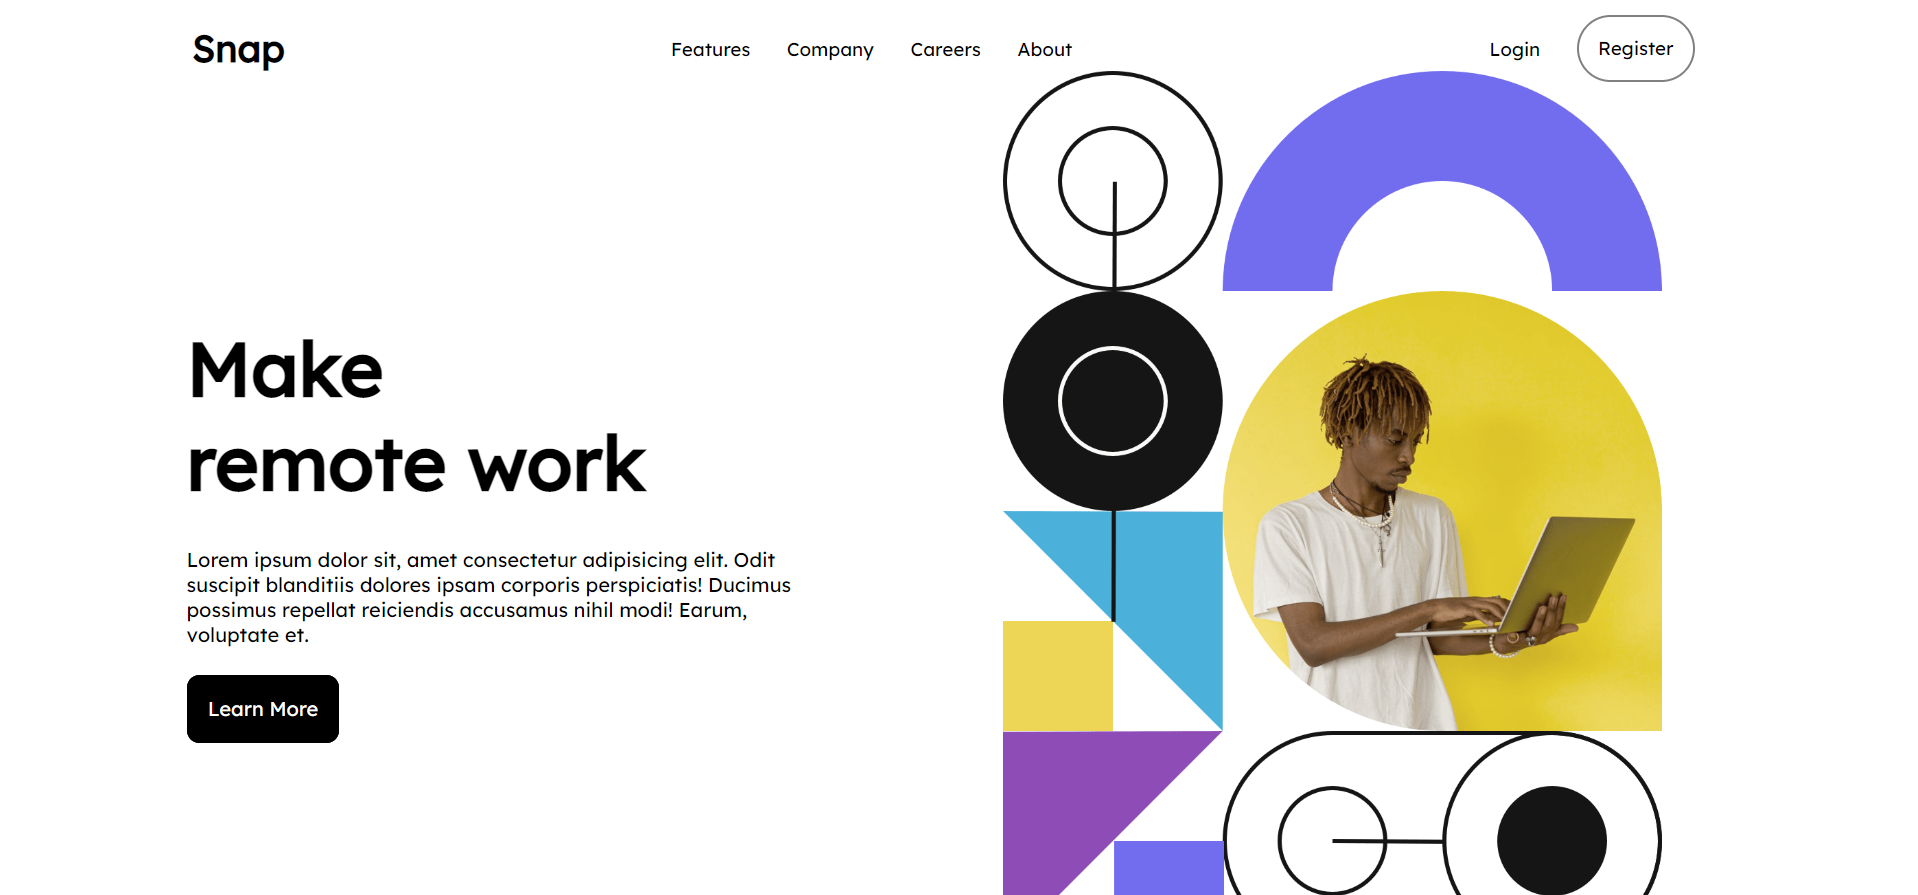 Snap
Features Company Careers About
Login Register
Make
remote work
Lorem ipsum dolor sit, amet consectetur adipisicing elit. Odit
suscipit blanditiis dolores ipsam corporis perspiciatis! Ducimus
possimus repellat reiciendis accusamus nihil modi! Earum,
voluptate et.
Learn More